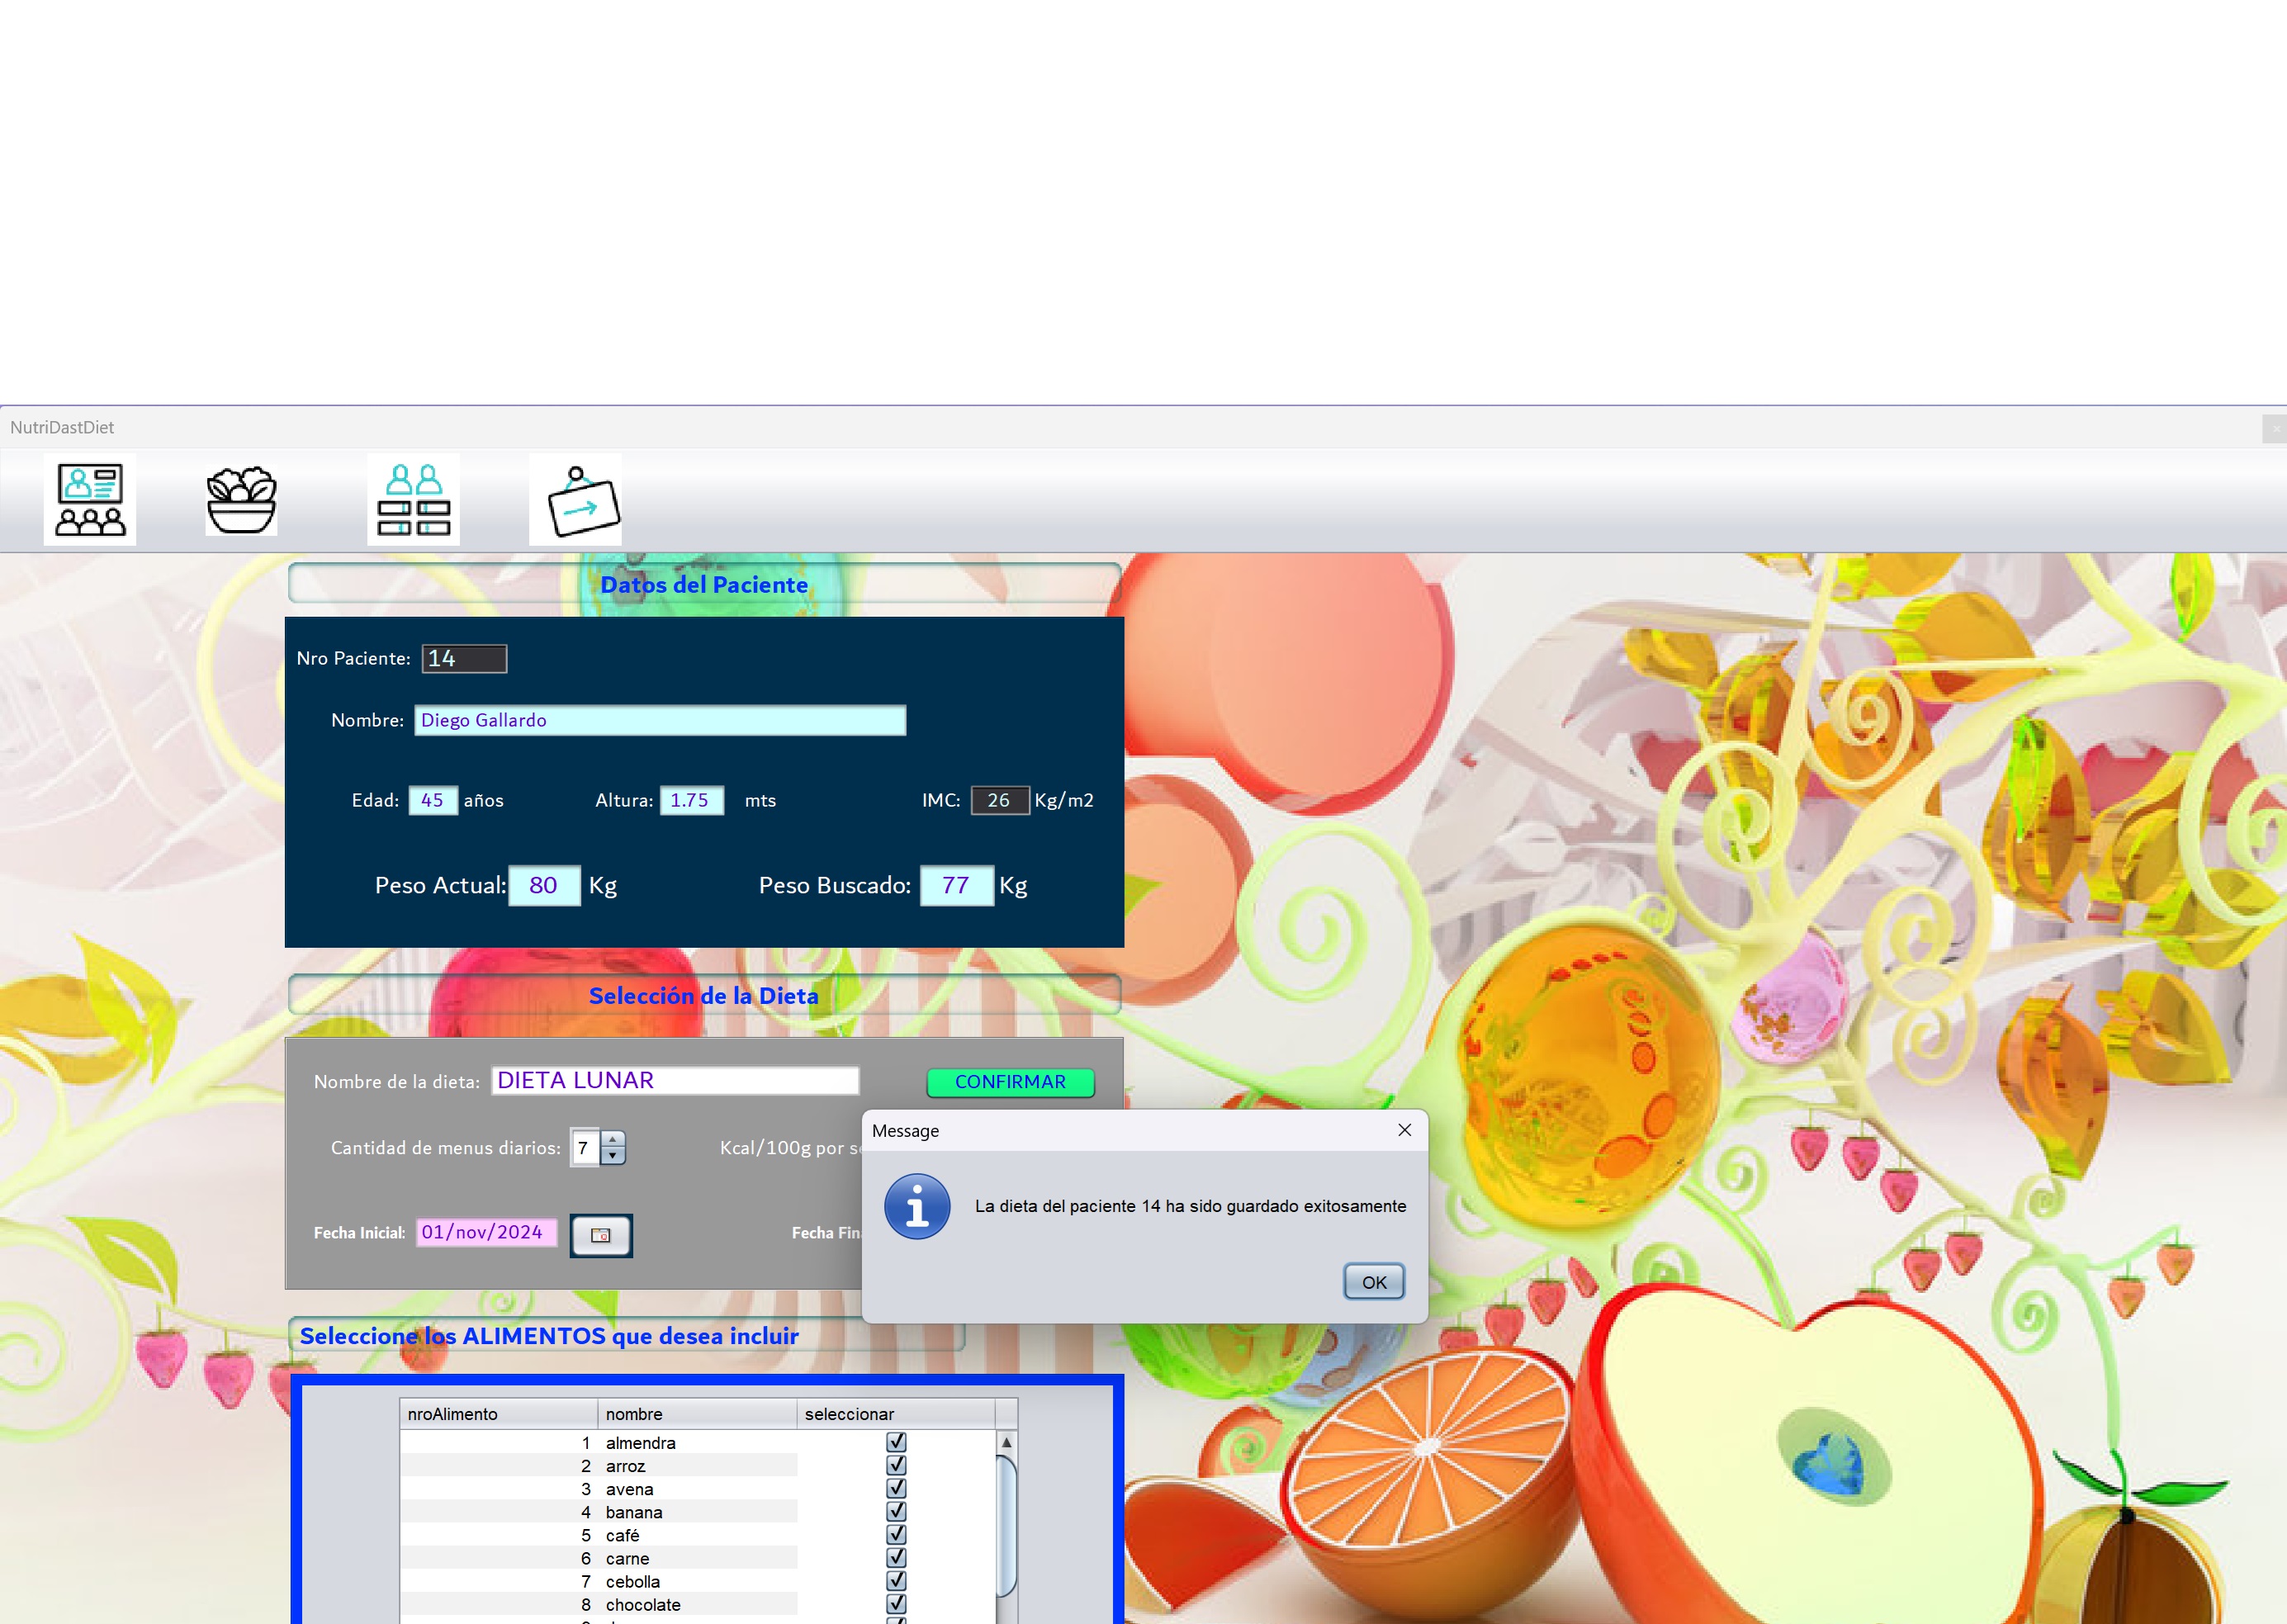 NutriDastDiet
Datos del Paciente
Nro Paciente: 14
Nombre: Diego Gallardo
Edad: 45 años Altura: 1.75 mts IMC: 26 Kg/m2
Peso Actual: 80 Kg Peso Buscado: 77 Kg
Selección de la Dieta
Nombre de la dieta: DIETA LUNAR CONFIRMAR
Cantidad de menus diarios: 7 Kcal/100g por
Fecha Inicial: 01/nov/2024 Fecha
Message
La dieta del paciente 14 ha sido guardado exitosamente
OK
Seleccione los ALIMENTOS que desea incluir
nroAlimento nombre seleccionar
1 almendra
2 arroz
3 avena
4 banana
5 café
6 carne
7 cebolla
8 chocolate